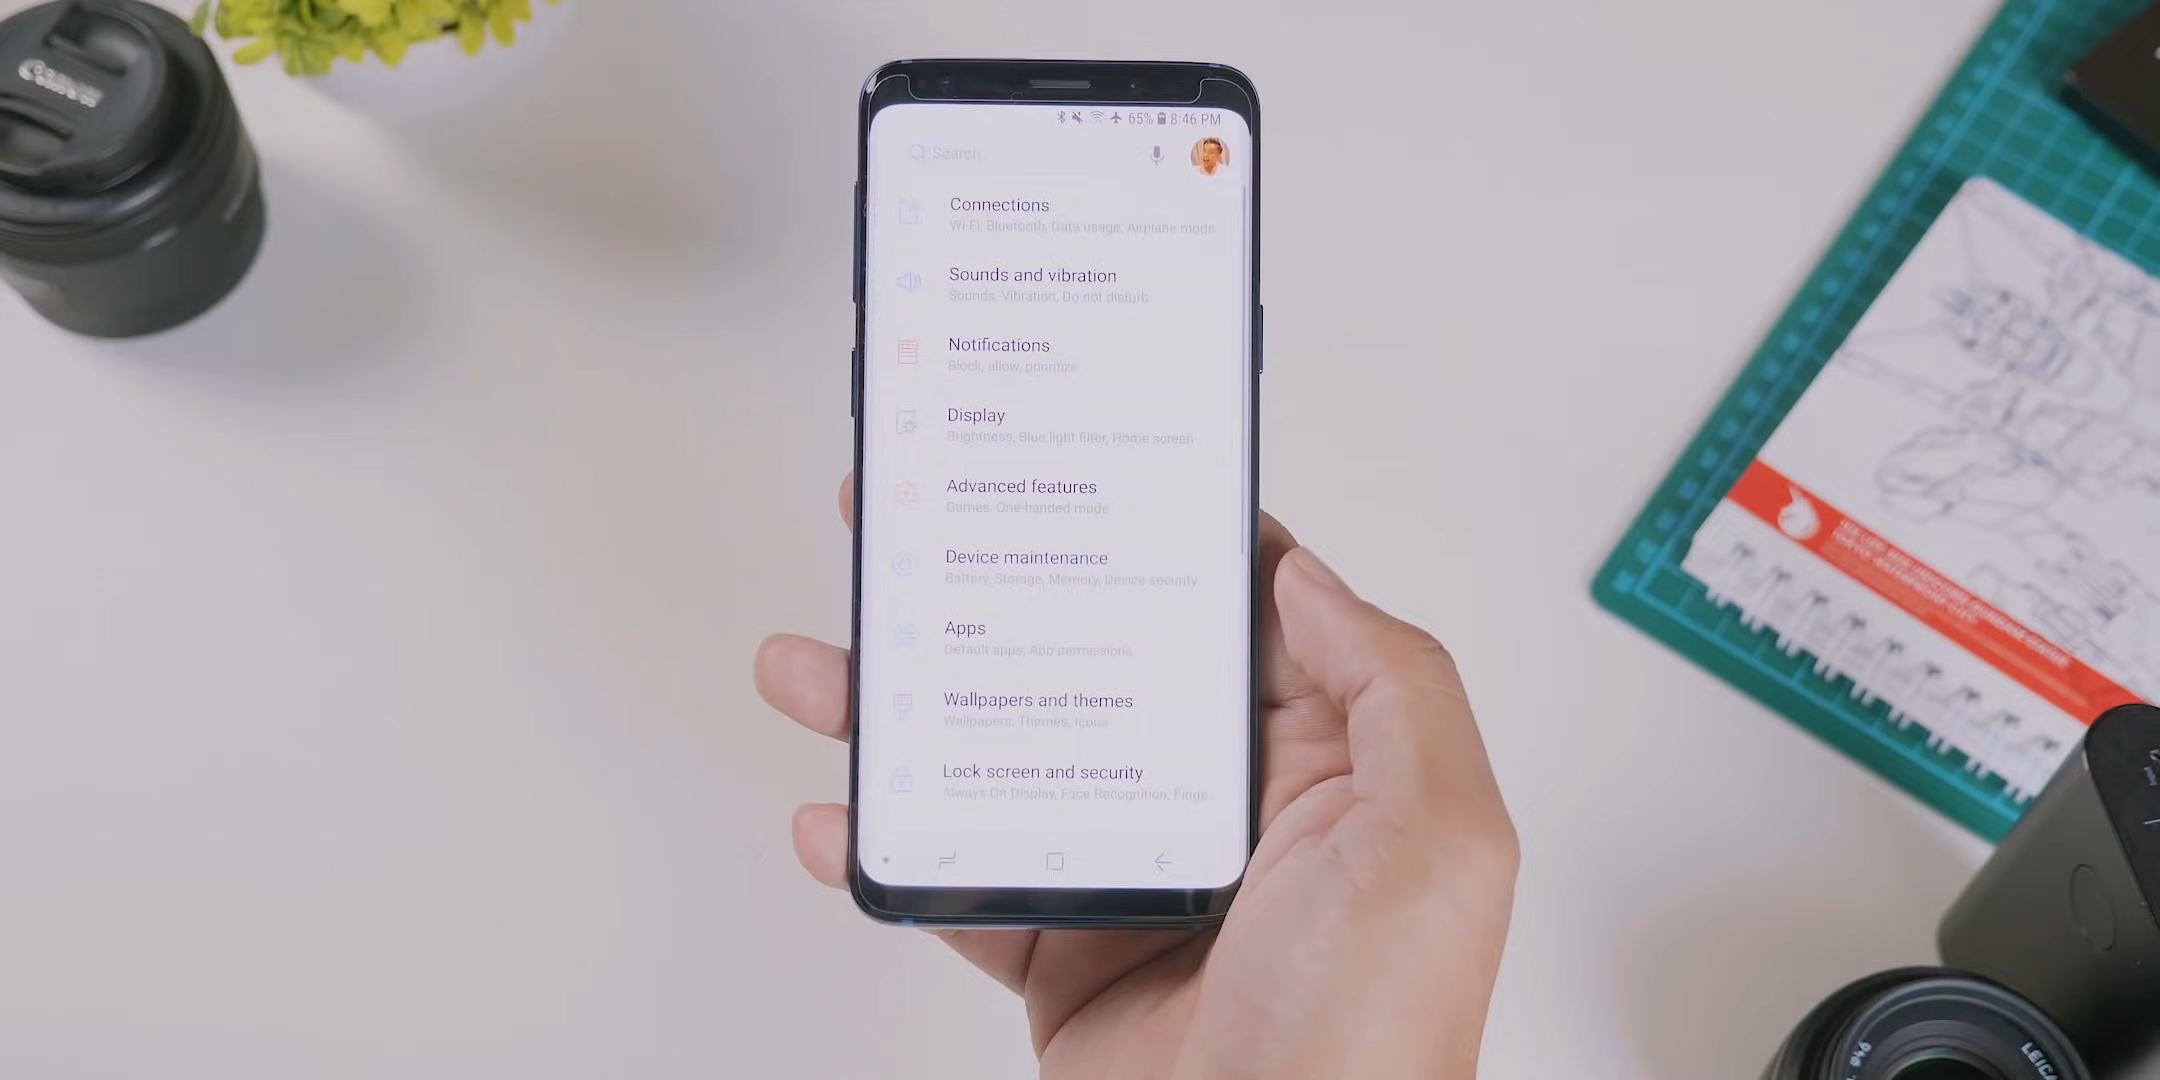 65% 8:46 PM
Search
Connections
Wi-Fi, Bluetooth, Data usage, Airplane mode
Sounds and vibration
Sounds, Vibration, Do not disturb
Notifications
Block, allow, prioritize
Display
Brightness, Blue light filter, Home screen
Advanced features
Games, One-handed mode
Device maintenance
Battery, Storage, Memory, Device security
Apps
Default apps, App permissions
Wallpapers and themes
Wallpapers, Themes, Icons
Lock screen and security
Always On Display, Face Recognition, Finge
LEICA